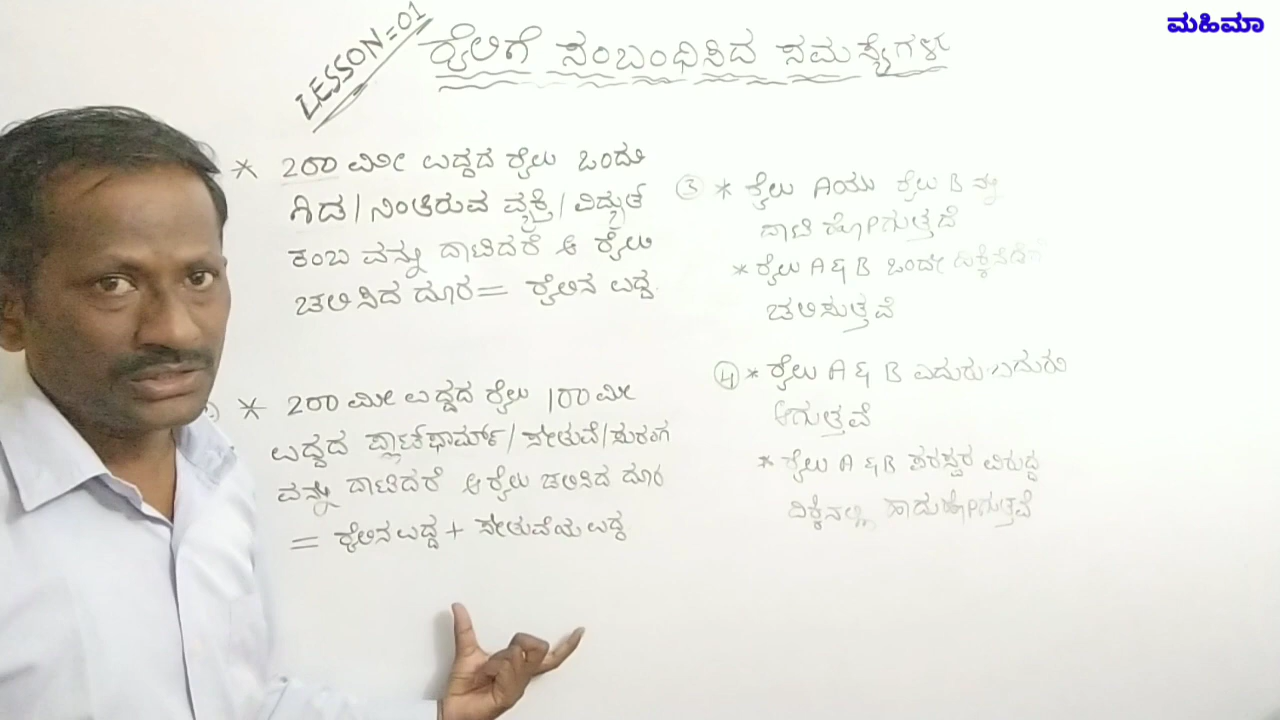 ಮಹಿಮಾ
LESSON=01
ರೈಲಿಗೆ ಸಂಬಂಧಿಸಿದ ಸಮಸ್ಯೆಗಳು
* 200 ಮೀ ಉದ್ದದ ರೈಲು ಒಂದು
ಗಿಡ/ನಿಂತಿರುವ ವ್ಯಕ್ತಿ/ವಿದ್ಯುತ್
ಕಂಬ ವನ್ನು ದಾಟಿದರೆ ಆ ರೈಲು
ಚಲಿಸಿದ ದೂರ = ರೈಲಿನ ಉದ್ದ.
* 200 ಮೀ ಉದ್ದದ ರೈಲು 100 ಮೀ
ಉದ್ದದ ಪ್ಲಾಟ್‌ಫಾರ್ಮ್/ಸೇತುವೆ/ಸುರಂಗ
ವನ್ನು ದಾಟಿದರೆ ಆ ರೈಲು ಚಲಿಸಿದ ದೂರ
= ರೈಲಿನ ಉದ್ದ + ಸೇತುವೆಯ ಉದ್ದ
③ * ರೈಲು Aಯು ರೈಲು B ನ್ನು
ದಾಟಿ ಹೋಗುತ್ತದೆ
* ರೈಲು A & B ಒಂದೇ
ಚಲಿಸುತ್ತವೆ
④ * ರೈಲು A & B ಎದುರು ಬದುರು
ಆಗುತ್ತವೆ
* ರೈಲು A & B ಪರಸ್ಪರ ವಿರುದ್ಧ
ದಿಕ್ಕಿನಲ್ಲಿ ಹಾದುಹೋಗುತ್ತವೆ